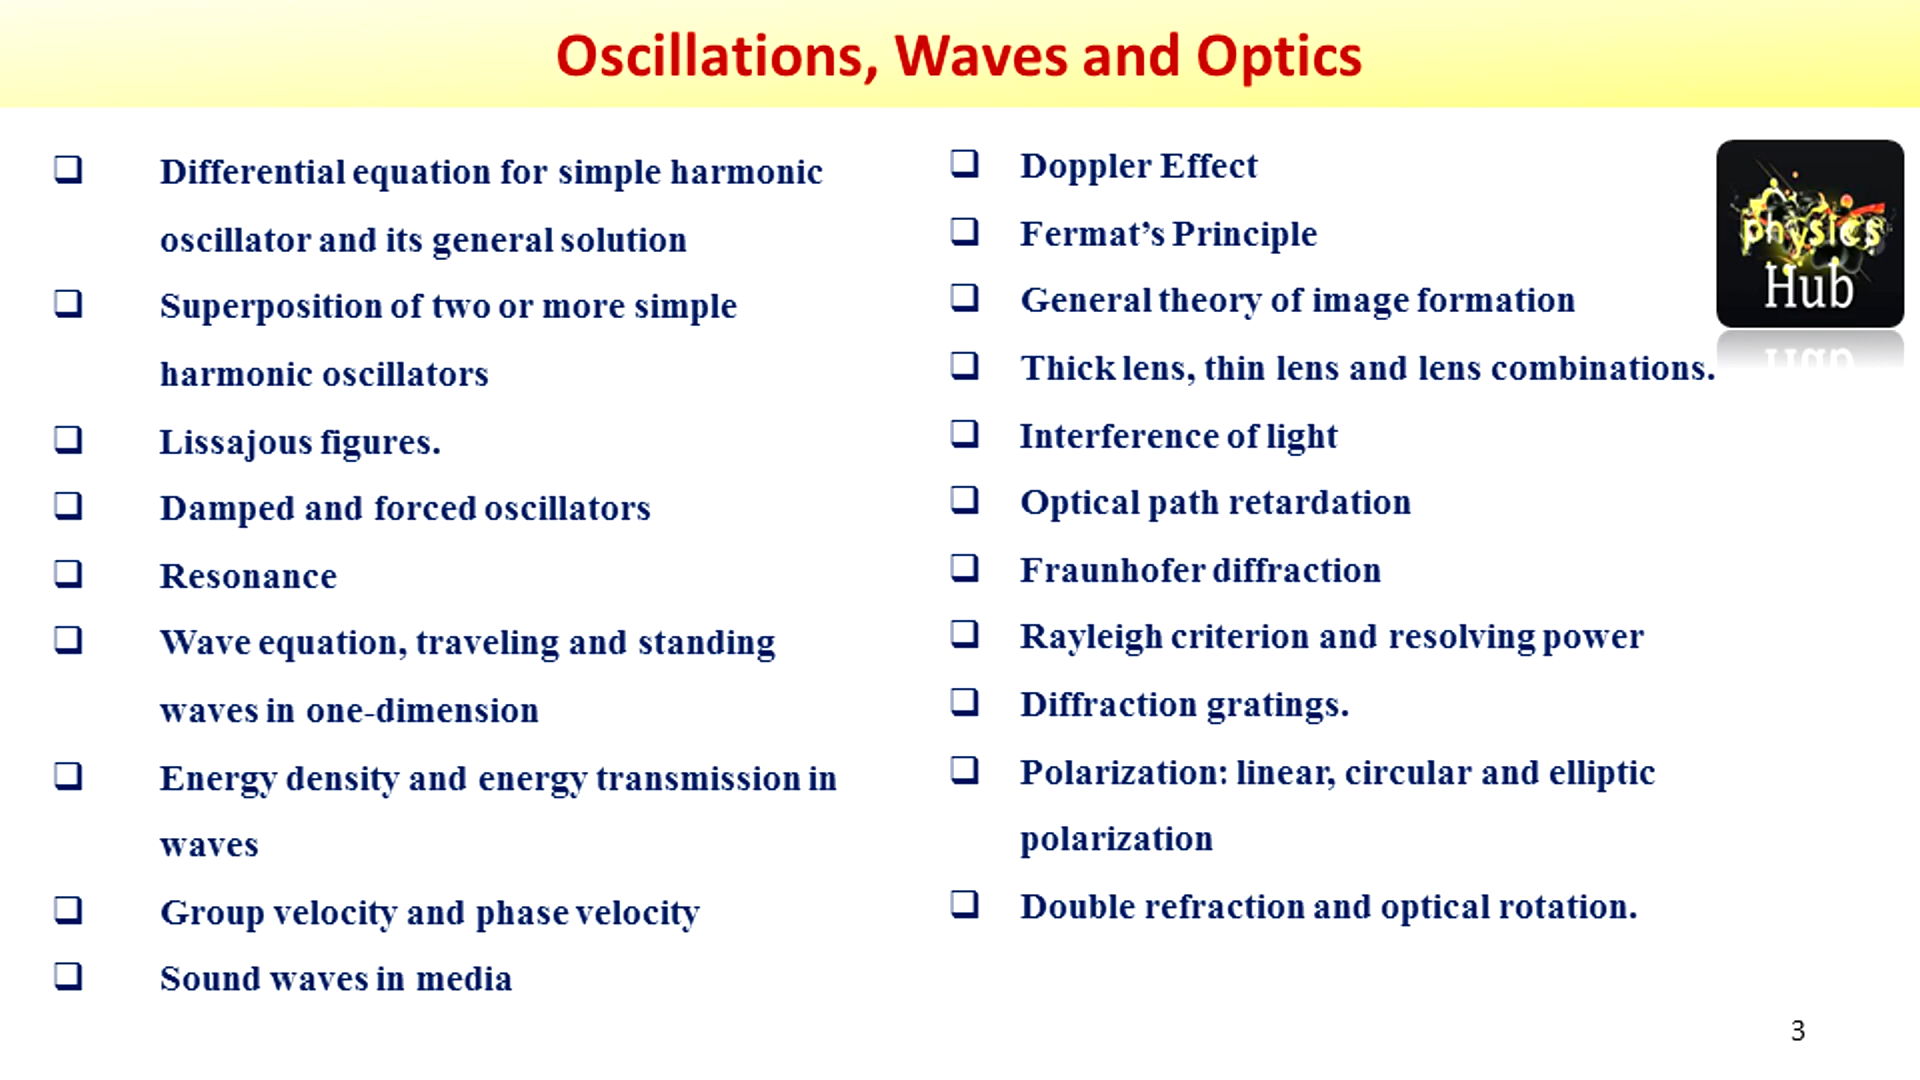 Oscillations, Waves and Optics
❑ Differential equation for simple harmonic
oscillator and its general solution
❑ Superposition of two or more simple
harmonic oscillators
❑ Lissajous figures.
❑ Damped and forced oscillators
❑ Resonance
❑ Wave equation, traveling and standing
waves in one-dimension
❑ Energy density and energy transmission in
waves
❑ Group velocity and phase velocity
❑ Sound waves in media
❑ Doppler Effect
❑ Fermat’s Principle
❑ General theory of image formation
❑ Thick lens, thin lens and lens combinations.
❑ Interference of light
❑ Optical path retardation
❑ Fraunhofer diffraction
❑ Rayleigh criterion and resolving power
❑ Diffraction gratings.
❑ Polarization: linear, circular and elliptic
polarization
❑ Double refraction and optical rotation.
physics
Hub
3